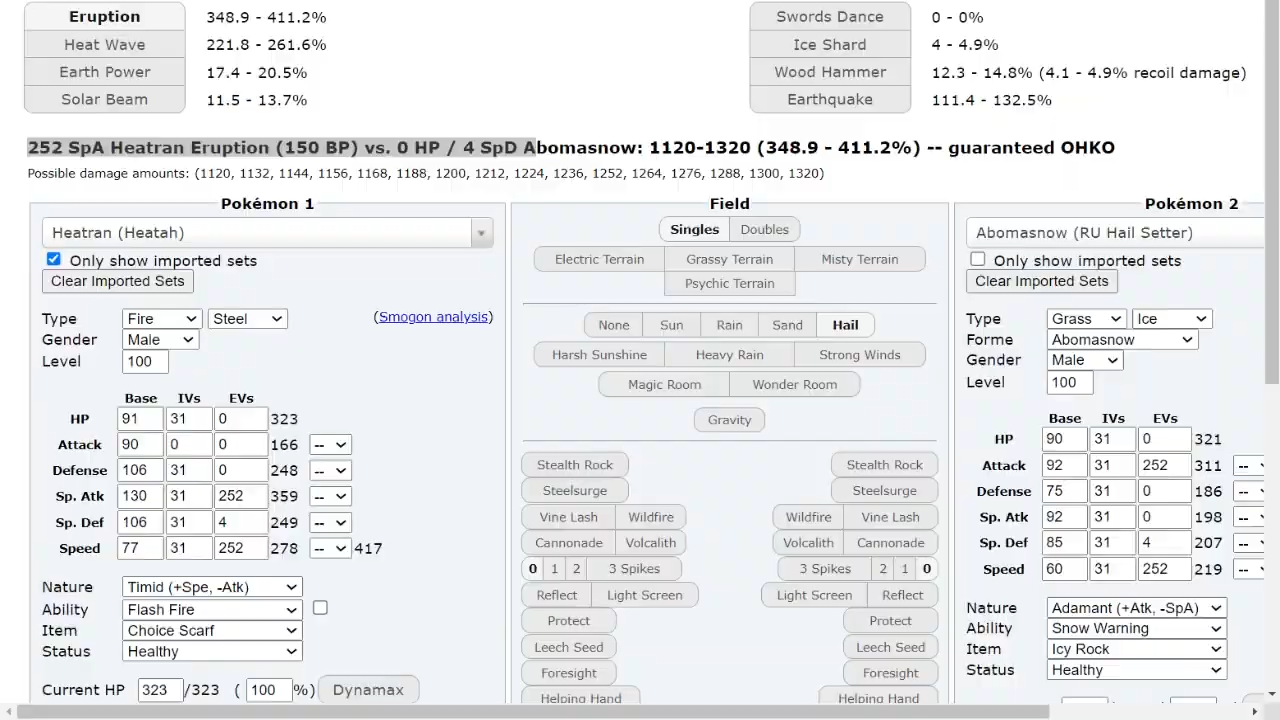 Eruption 348.9 - 411.2% Swords Dance 0 - 0%
Heat Wave 221.8 - 261.6% Ice Shard 4 - 4.9%
Earth Power 17.4 - 20.5% Wood Hammer 12.3 - 14.8% (4.1 - 4.9% recoil damage)
Solar Beam 11.5 - 13.7% Earthquake 111.4 - 132.5%
252 SpA Heatran Eruption (150 BP) vs. 0 HP / 4 SpD Abomasnow: 1120-1320 (348.9 - 411.2%) -- guaranteed OHKO
Possible damage amounts: (1120, 1132, 1144, 1156, 1168, 1188, 1200, 1212, 1224, 1236, 1252, 1264, 1276, 1288, 1300, 1320)
Pokémon 1
Heatran (Heatah)
Only show imported sets
Clear Imported Sets
Type Fire Steel (Smogon analysis)
Gender Male
Level 100
Base IVs EVs
HP 91 31 0 323
Attack 90 0 0 166 --
Defense 106 31 0 248 --
Sp. Atk 130 31 252 359 --
Sp. Def 106 31 4 249 --
Speed 77 31 252 278 -- 417
Nature Timid (+Spe, -Atk)
Ability Flash Fire
Item Choice Scarf
Status Healthy
Current HP 323 /323 ( 100 %) Dynamax
Field
Singles Doubles
Electric Terrain Grassy Terrain Misty Terrain
Psychic Terrain
None Sun Rain Sand Hail
Harsh Sunshine Heavy Rain Strong Winds
Magic Room Wonder Room
Gravity
Stealth Rock Stealth Rock
Steelsurge Steelsurge
Vine Lash Wildfire Wildfire Vine Lash
Cannonade Volcalith Volcalith Cannonade
0 1 2 3 Spikes 3 Spikes 2 1 0
Reflect Light Screen Light Screen Reflect
Protect Protect
Leech Seed Leech Seed
Foresight Foresight
Helping Hand Helping Hand
Pokémon 2
Abomasnow (RU Hail Setter)
Only show imported sets
Clear Imported Sets
Type Grass Ice
Forme Abomasnow
Gender Male
Level 100
Base IVs EVs
HP 90 31 0 321
Attack 92 31 252 311 --
Defense 75 31 0 186 --
Sp. Atk 92 31 0 198 --
Sp. Def 85 31 4 207 --
Speed 60 31 252 219 --
Nature Adamant (+Atk, -SpA)
Ability Snow Warning
Item Icy Rock
Status Healthy